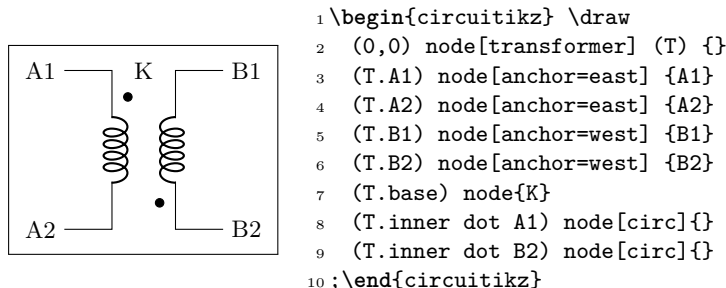 A1 K B1
A2 B2
1 \begin{circuitikz} \draw
2 (0,0) node[transformer] (T) {}
3 (T.A1) node[anchor=east] {A1}
4 (T.A2) node[anchor=east] {A2}
5 (T.B1) node[anchor=west] {B1}
6 (T.B2) node[anchor=west] {B2}
7 (T.base) node{K}
8 (T.inner dot A1) node[circ]{}
9 (T.inner dot B2) node[circ]{}
10 ;\end{circuitikz}